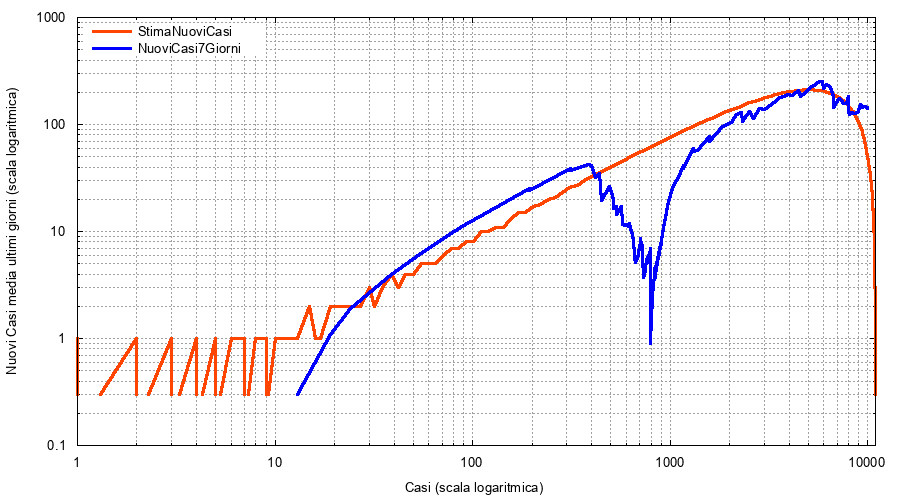 StimaNuoviCasi
NuoviCasi7Giorni
1000
100
10
1
0.1
1 10 100 1000 10000
Nuovi Casi media ultimi giorni (scala logaritmica)
Casi (scala logaritmica)